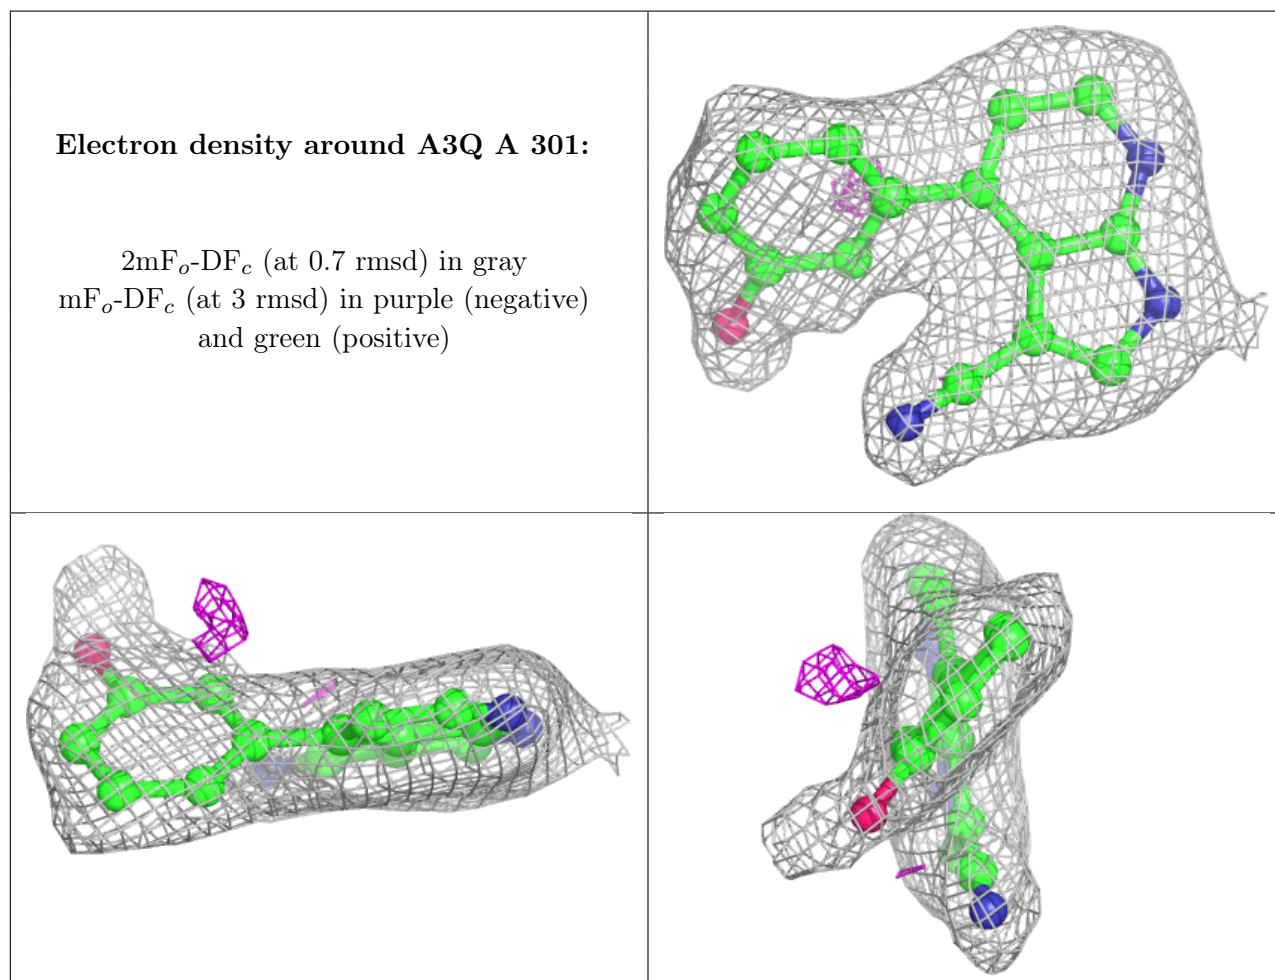 Electron density around A3Q A 301:
2mFo-DFc (at 0.7 rmsd) in gray
mFo-DFc (at 3 rmsd) in purple (negative)
and green (positive)